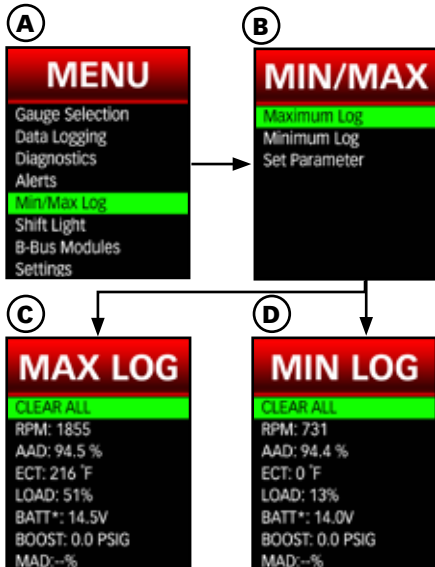 A
MENU
Gauge Selection
Data Logging
Diagnostics
Alerts
Min/Max Log
Shift Light
B-Bus Modules
Settings
B
MIN/MAX
Maximum Log
Minimum Log
Set Parameter
C
MAX LOG
CLEAR ALL
RPM: 1855
AAD: 94.5 %
ECT: 216 °F
LOAD: 51%
BATT*: 14.5V
BOOST: 0.0 PSIG
MAD:--%
D
MIN LOG
CLEAR ALL
RPM: 731
AAD: 94.4 %
ECT: 0 °F
LOAD: 13%
BATT*: 14.0V
BOOST: 0.0 PSIG
MAD:--%